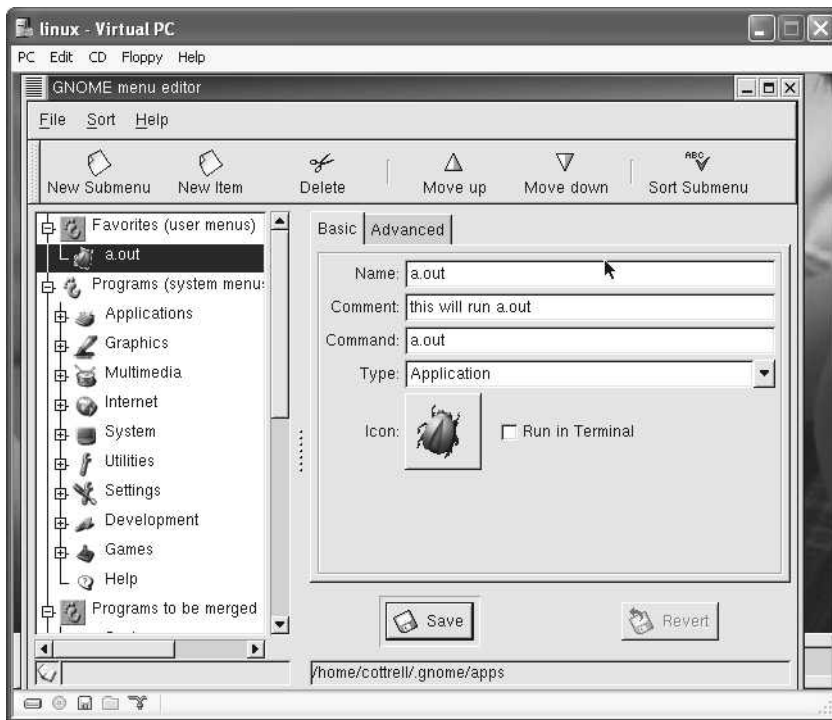 linux - Virtual PC
PC Edit CD Floppy Help
GNOME menu editor
File Sort Help
New Submenu New Item Delete Move up Move down ABC Sort Submenu
Favorites (user menus)
a.out
Programs (system menus
Applications
Graphics
Multimedia
Internet
System
Utilities
Settings
Development
Games
Help
Programs to be merged
Basic Advanced
Name: a.out
Comment: this will run a.out
Command: a.out
Type: Application
Icon: Run in Terminal
Save Revert
/home/cottrell/.gnome/apps